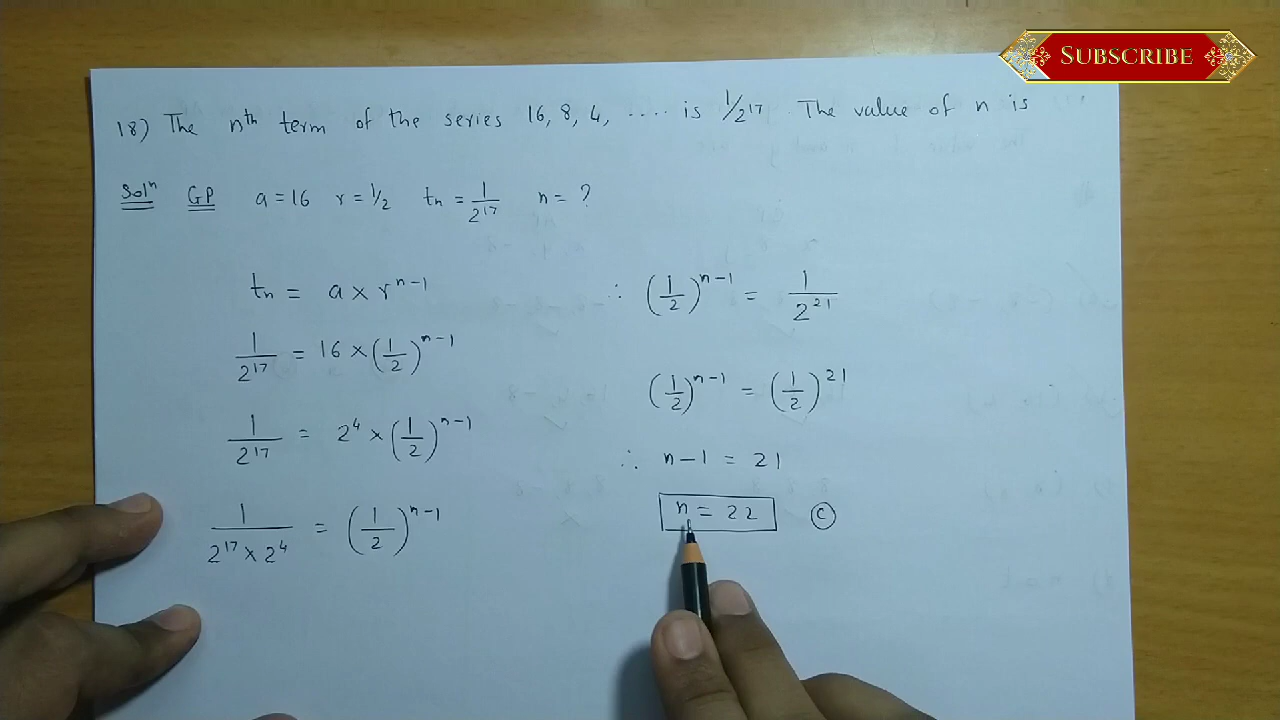 SUBSCRIBE
18) The nth term of the series 16, 8, 4, ..... is 1/2^17. The value of n is
Solⁿ GP a = 16 r = 1/2 tn = 1/2^17 n = ?
tn = a × r^(n-1)
1/2^17 = 16 × (1/2)^(n-1)
1/2^17 = 2^4 × (1/2)^(n-1)
1/(2^17 × 2^4) = (1/2)^(n-1)
∴ (1/2)^(n-1) = 1/2^21
(1/2)^(n-1) = (1/2)^21
∴ n-1 = 21
n = 22 ⓒ